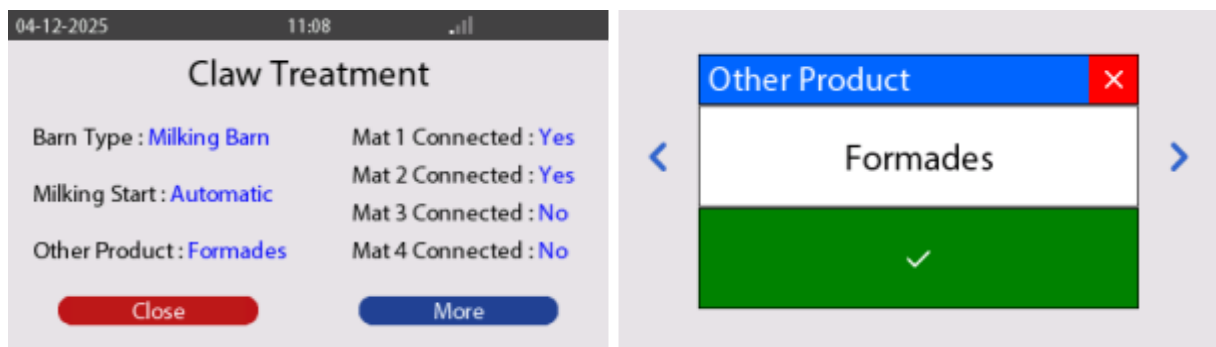 04-12-2025 11:08
Claw Treatment
Barn Type : Milking Barn
Milking Start : Automatic
Other Product : Formades
Mat 1 Connected : Yes
Mat 2 Connected : Yes
Mat 3 Connected : No
Mat 4 Connected : No
Close
More
Other Product
Formades